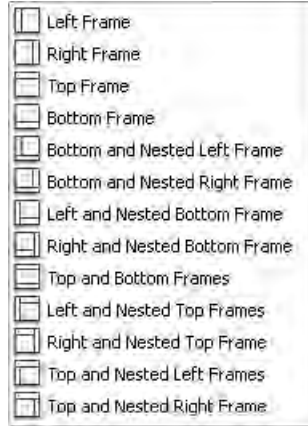 Left Frame
Right Frame
Top Frame
Bottom Frame
Bottom and Nested Left Frame
Bottom and Nested Right Frame
Left and Nested Bottom Frame
Right and Nested Bottom Frame
Top and Bottom Frames
Left and Nested Top Frames
Right and Nested Top Frame
Top and Nested Left Frames
Top and Nested Right Frame